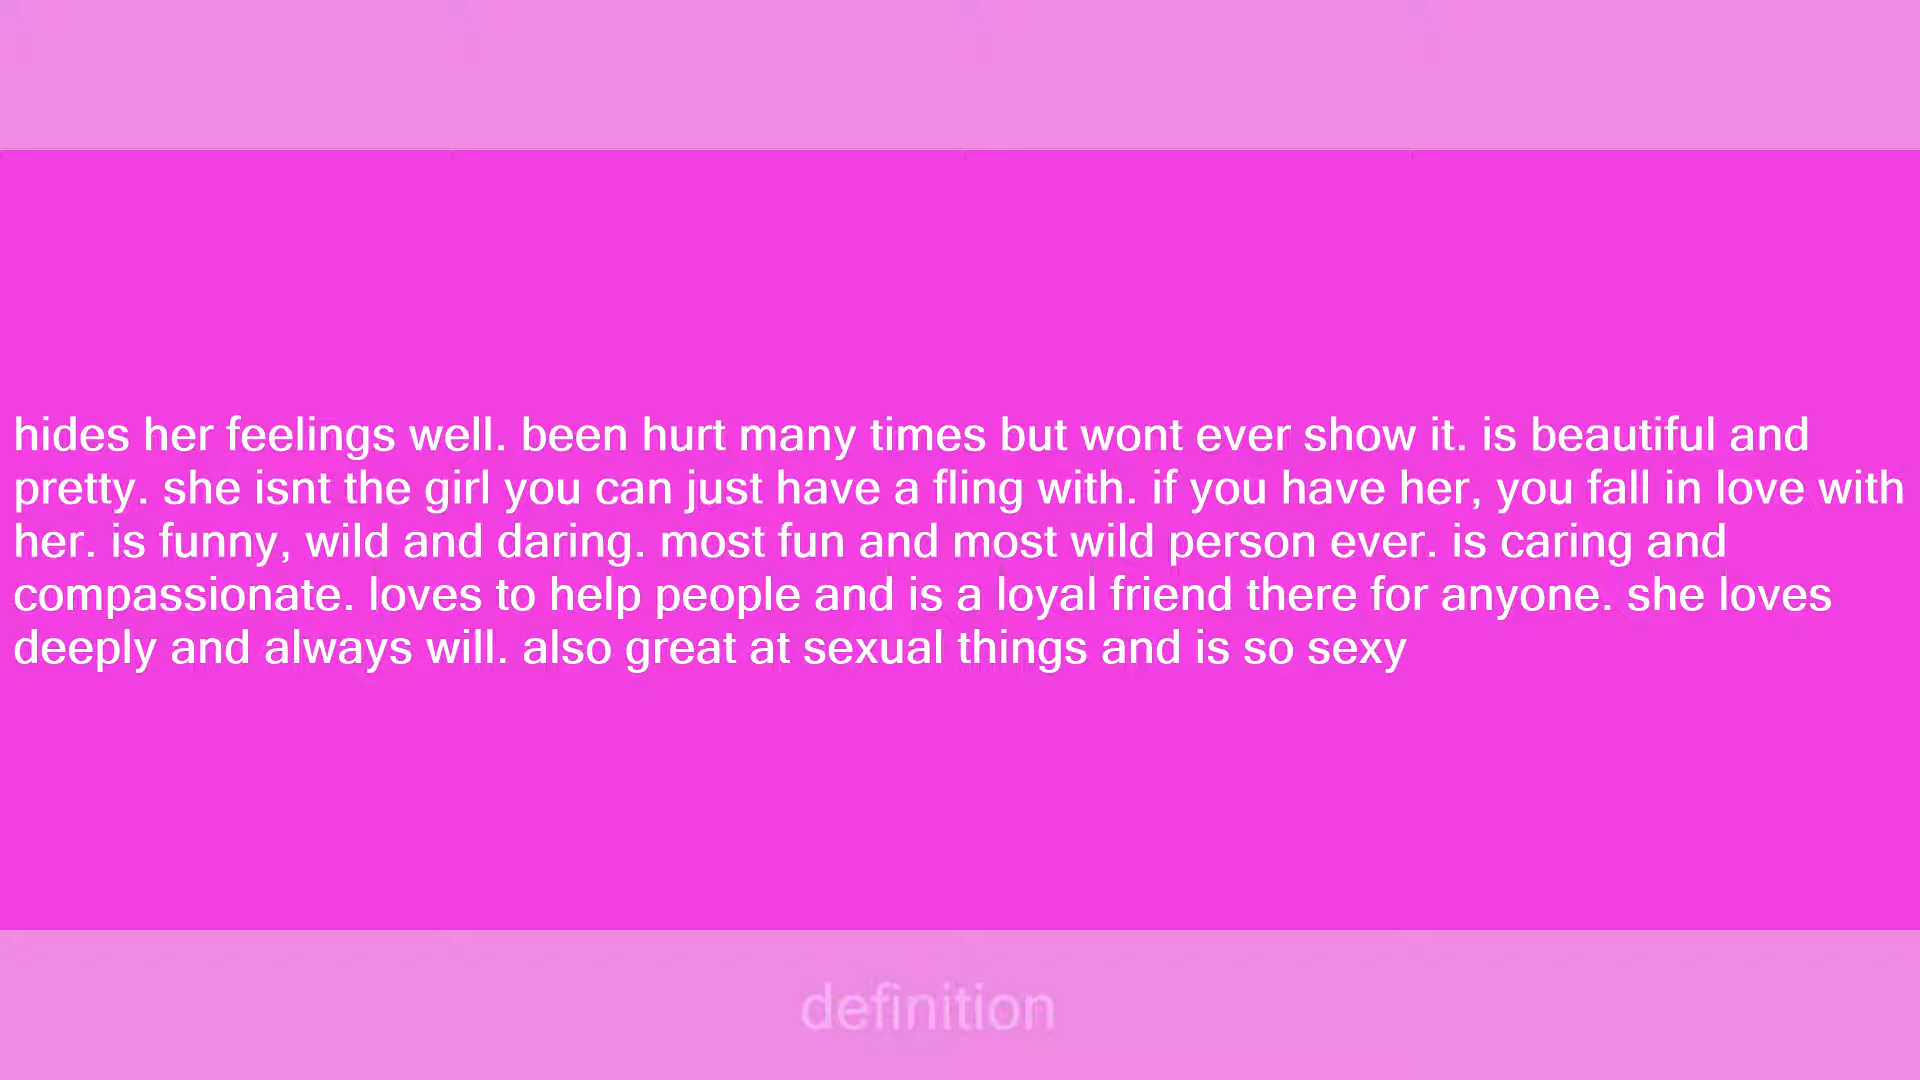 hides her feelings well. been hurt many times but wont ever show it. is beautiful and
pretty. she isnt the girl you can just have a fling with. if you have her, you fall in love with
her. is funny, wild and daring. most fun and most wild person ever. is caring and
compassionate. loves to help people and is a loyal friend there for anyone. she loves
deeply and always will. also great at sexual things and is so sexy
definition